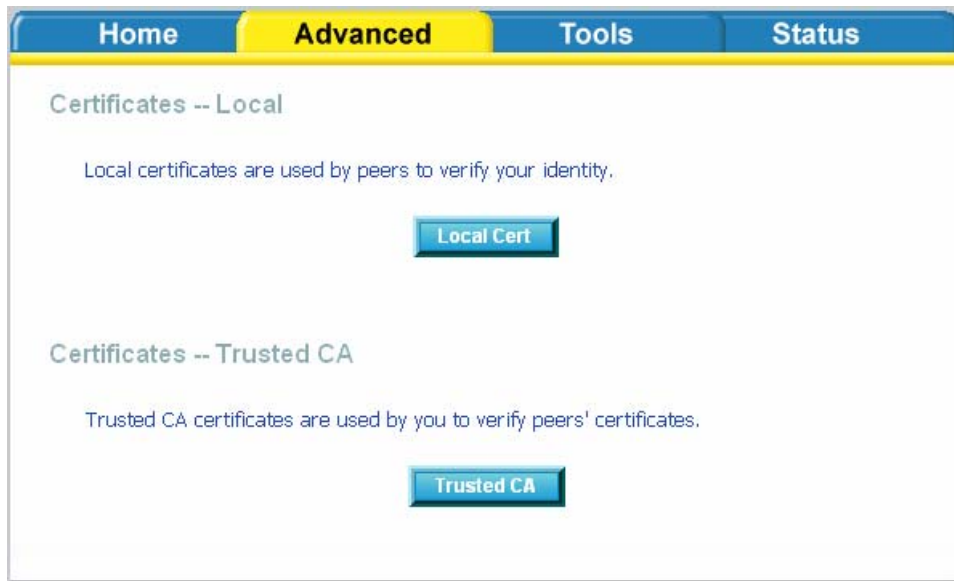 Home Advanced Tools Status
Certificates -- Local
Local certificates are used by peers to verify your identity.
Local Cert
Certificates -- Trusted CA
Trusted CA certificates are used by you to verify peers' certificates.
Trusted CA